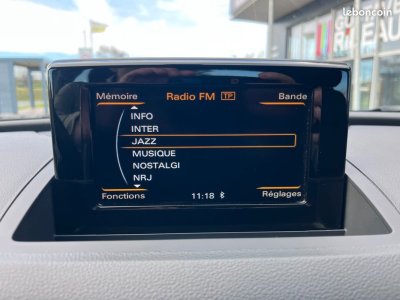 leboncoin
Mémoire
Radio FM TP
Bande
INFO
INTER
JAZZ
MUSIQUE
NOSTALGI
NRJ
Fonctions
11:18
Réglages